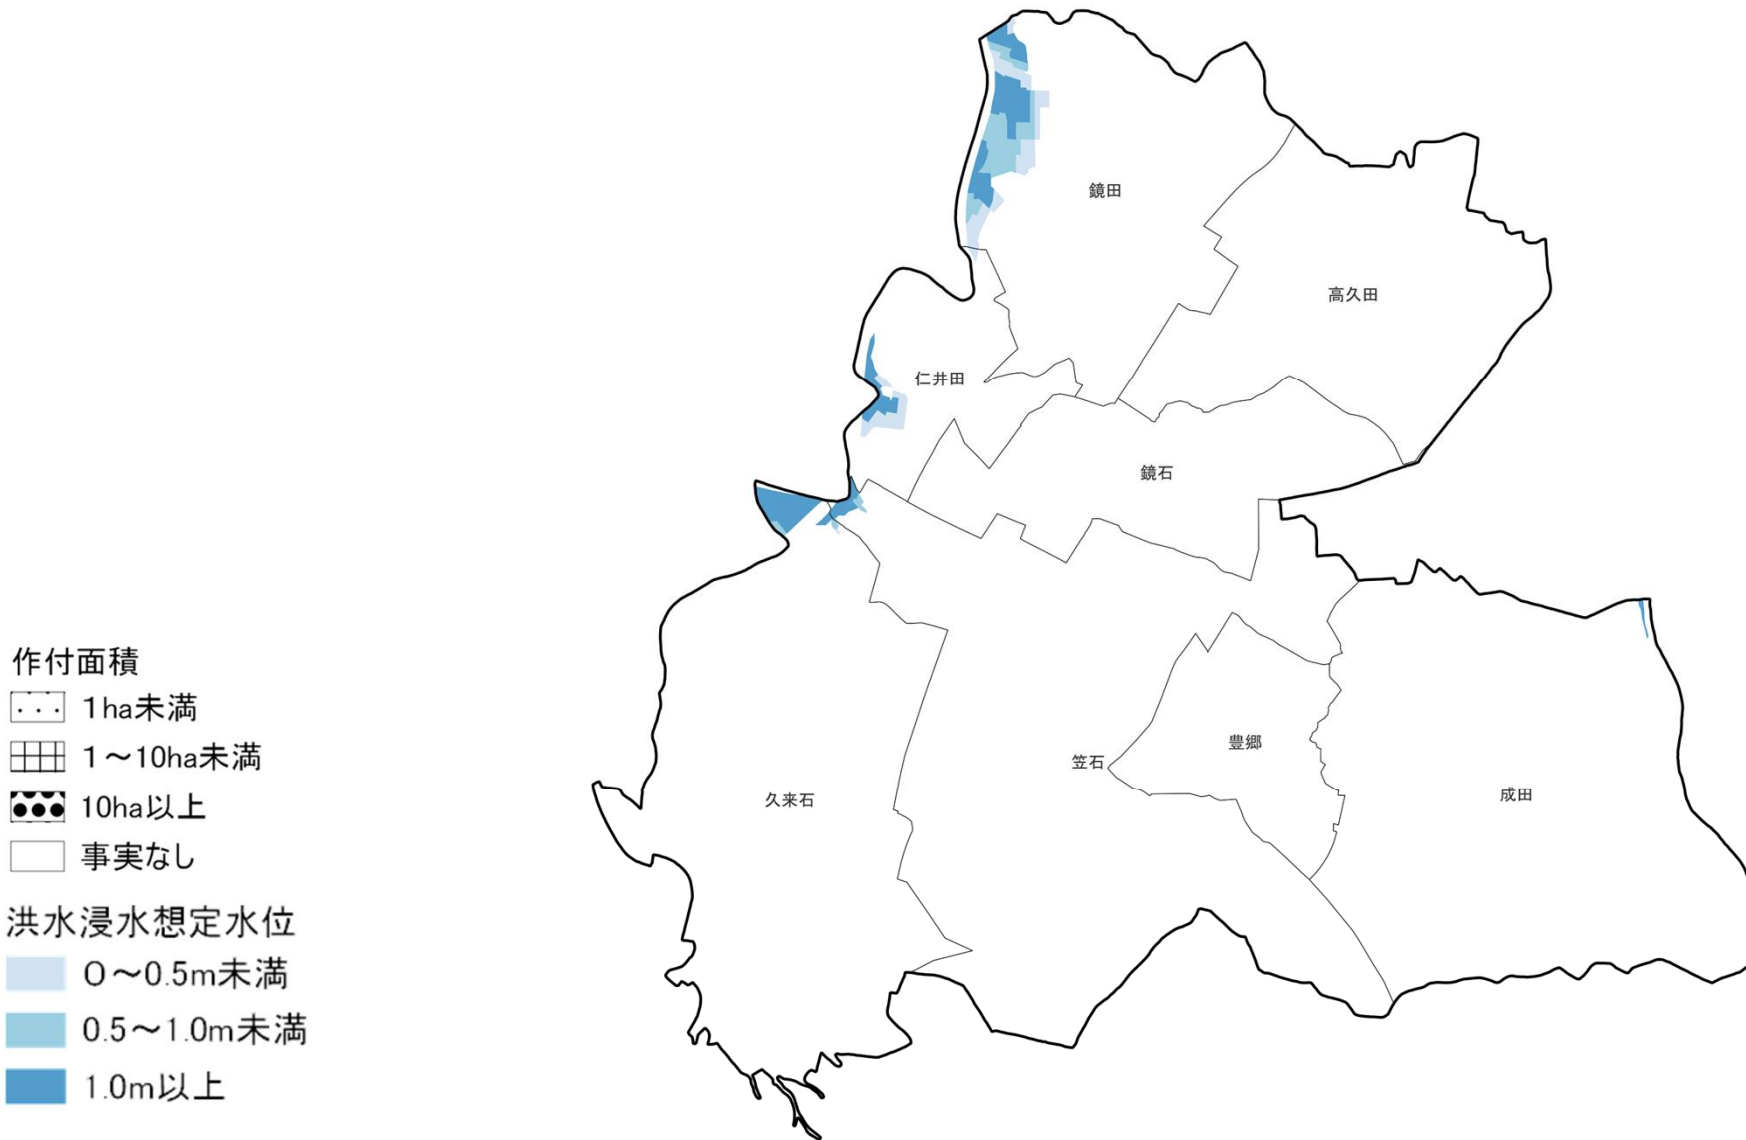 鏡田
高久田
仁井田
鏡石
豊郷
笠石
成田
久来石
作付面積
1ha未満
1～10ha未満
10ha以上
事実なし
洪水浸水想定水位
0～0.5m未満
0.5～1.0m未満
1.0m以上